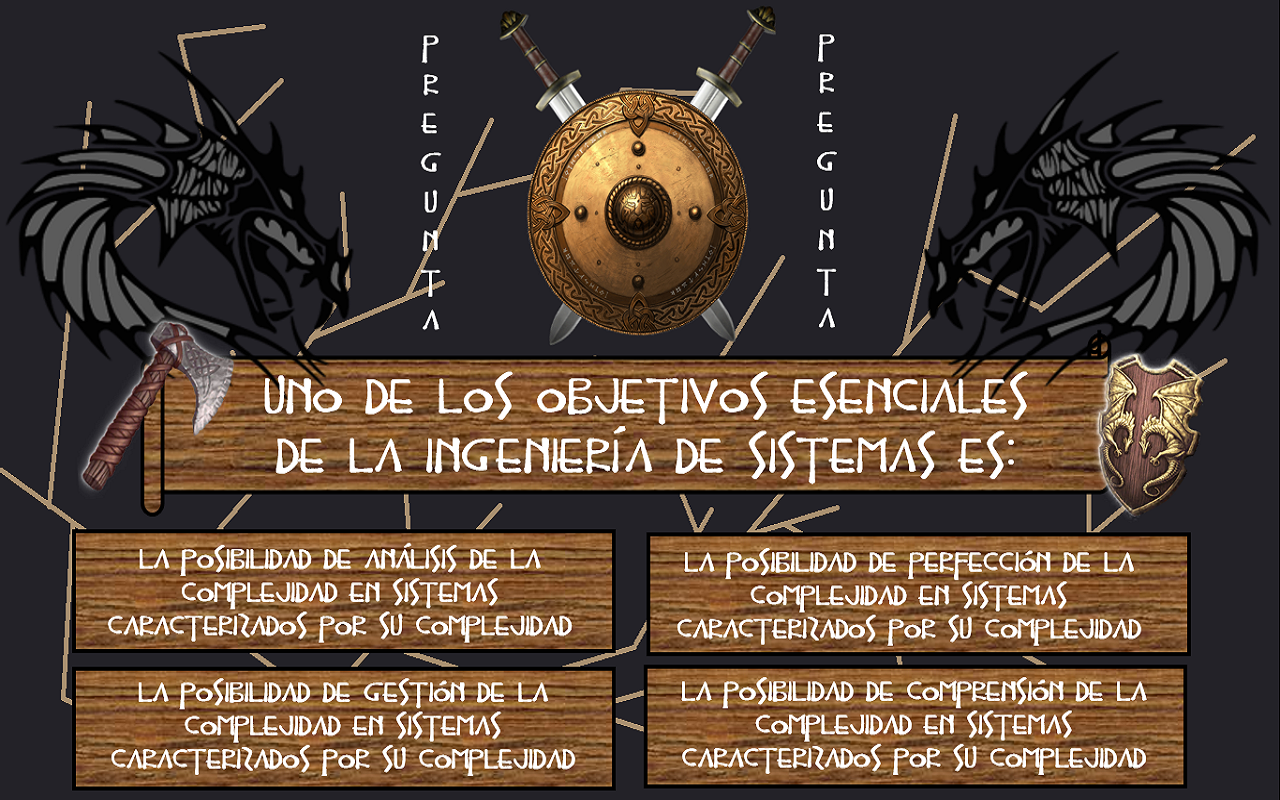 PREGUNTA
PREGUNTA
UNO DE LOS OBJETIVOS ESENCIALES
DE LA INGENIERÍA DE SISTEMAS ES:
LA POSIBILIDAD DE ANÁLISIS DE LA
COMPLEJIDAD EN SISTEMAS
CARACTERIZADOS POR SU COMPLEJIDAD
LA POSIBILIDAD DE PERFECCIÓN DE LA
COMPLEJIDAD EN SISTEMAS
CARACTERIZADOS POR SU COMPLEJIDAD
LA POSIBILIDAD DE GESTIÓN DE LA
COMPLEJIDAD EN SISTEMAS
CARACTERIZADOS POR SU COMPLEJIDAD
LA POSIBILIDAD DE COMPRENSIÓN DE LA
COMPLEJIDAD EN SISTEMAS
CARACTERIZADOS POR SU COMPLEJIDAD